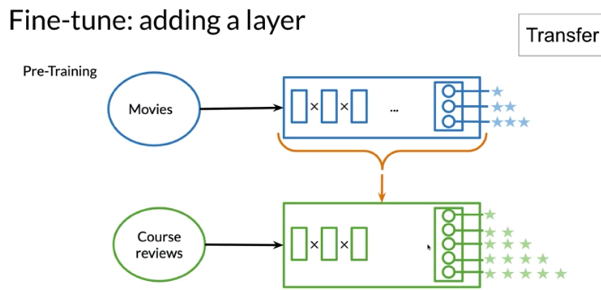 Fine-tune: adding a layer
Transfer
Pre-Training
Movies
× × ...
Course
reviews
× ×